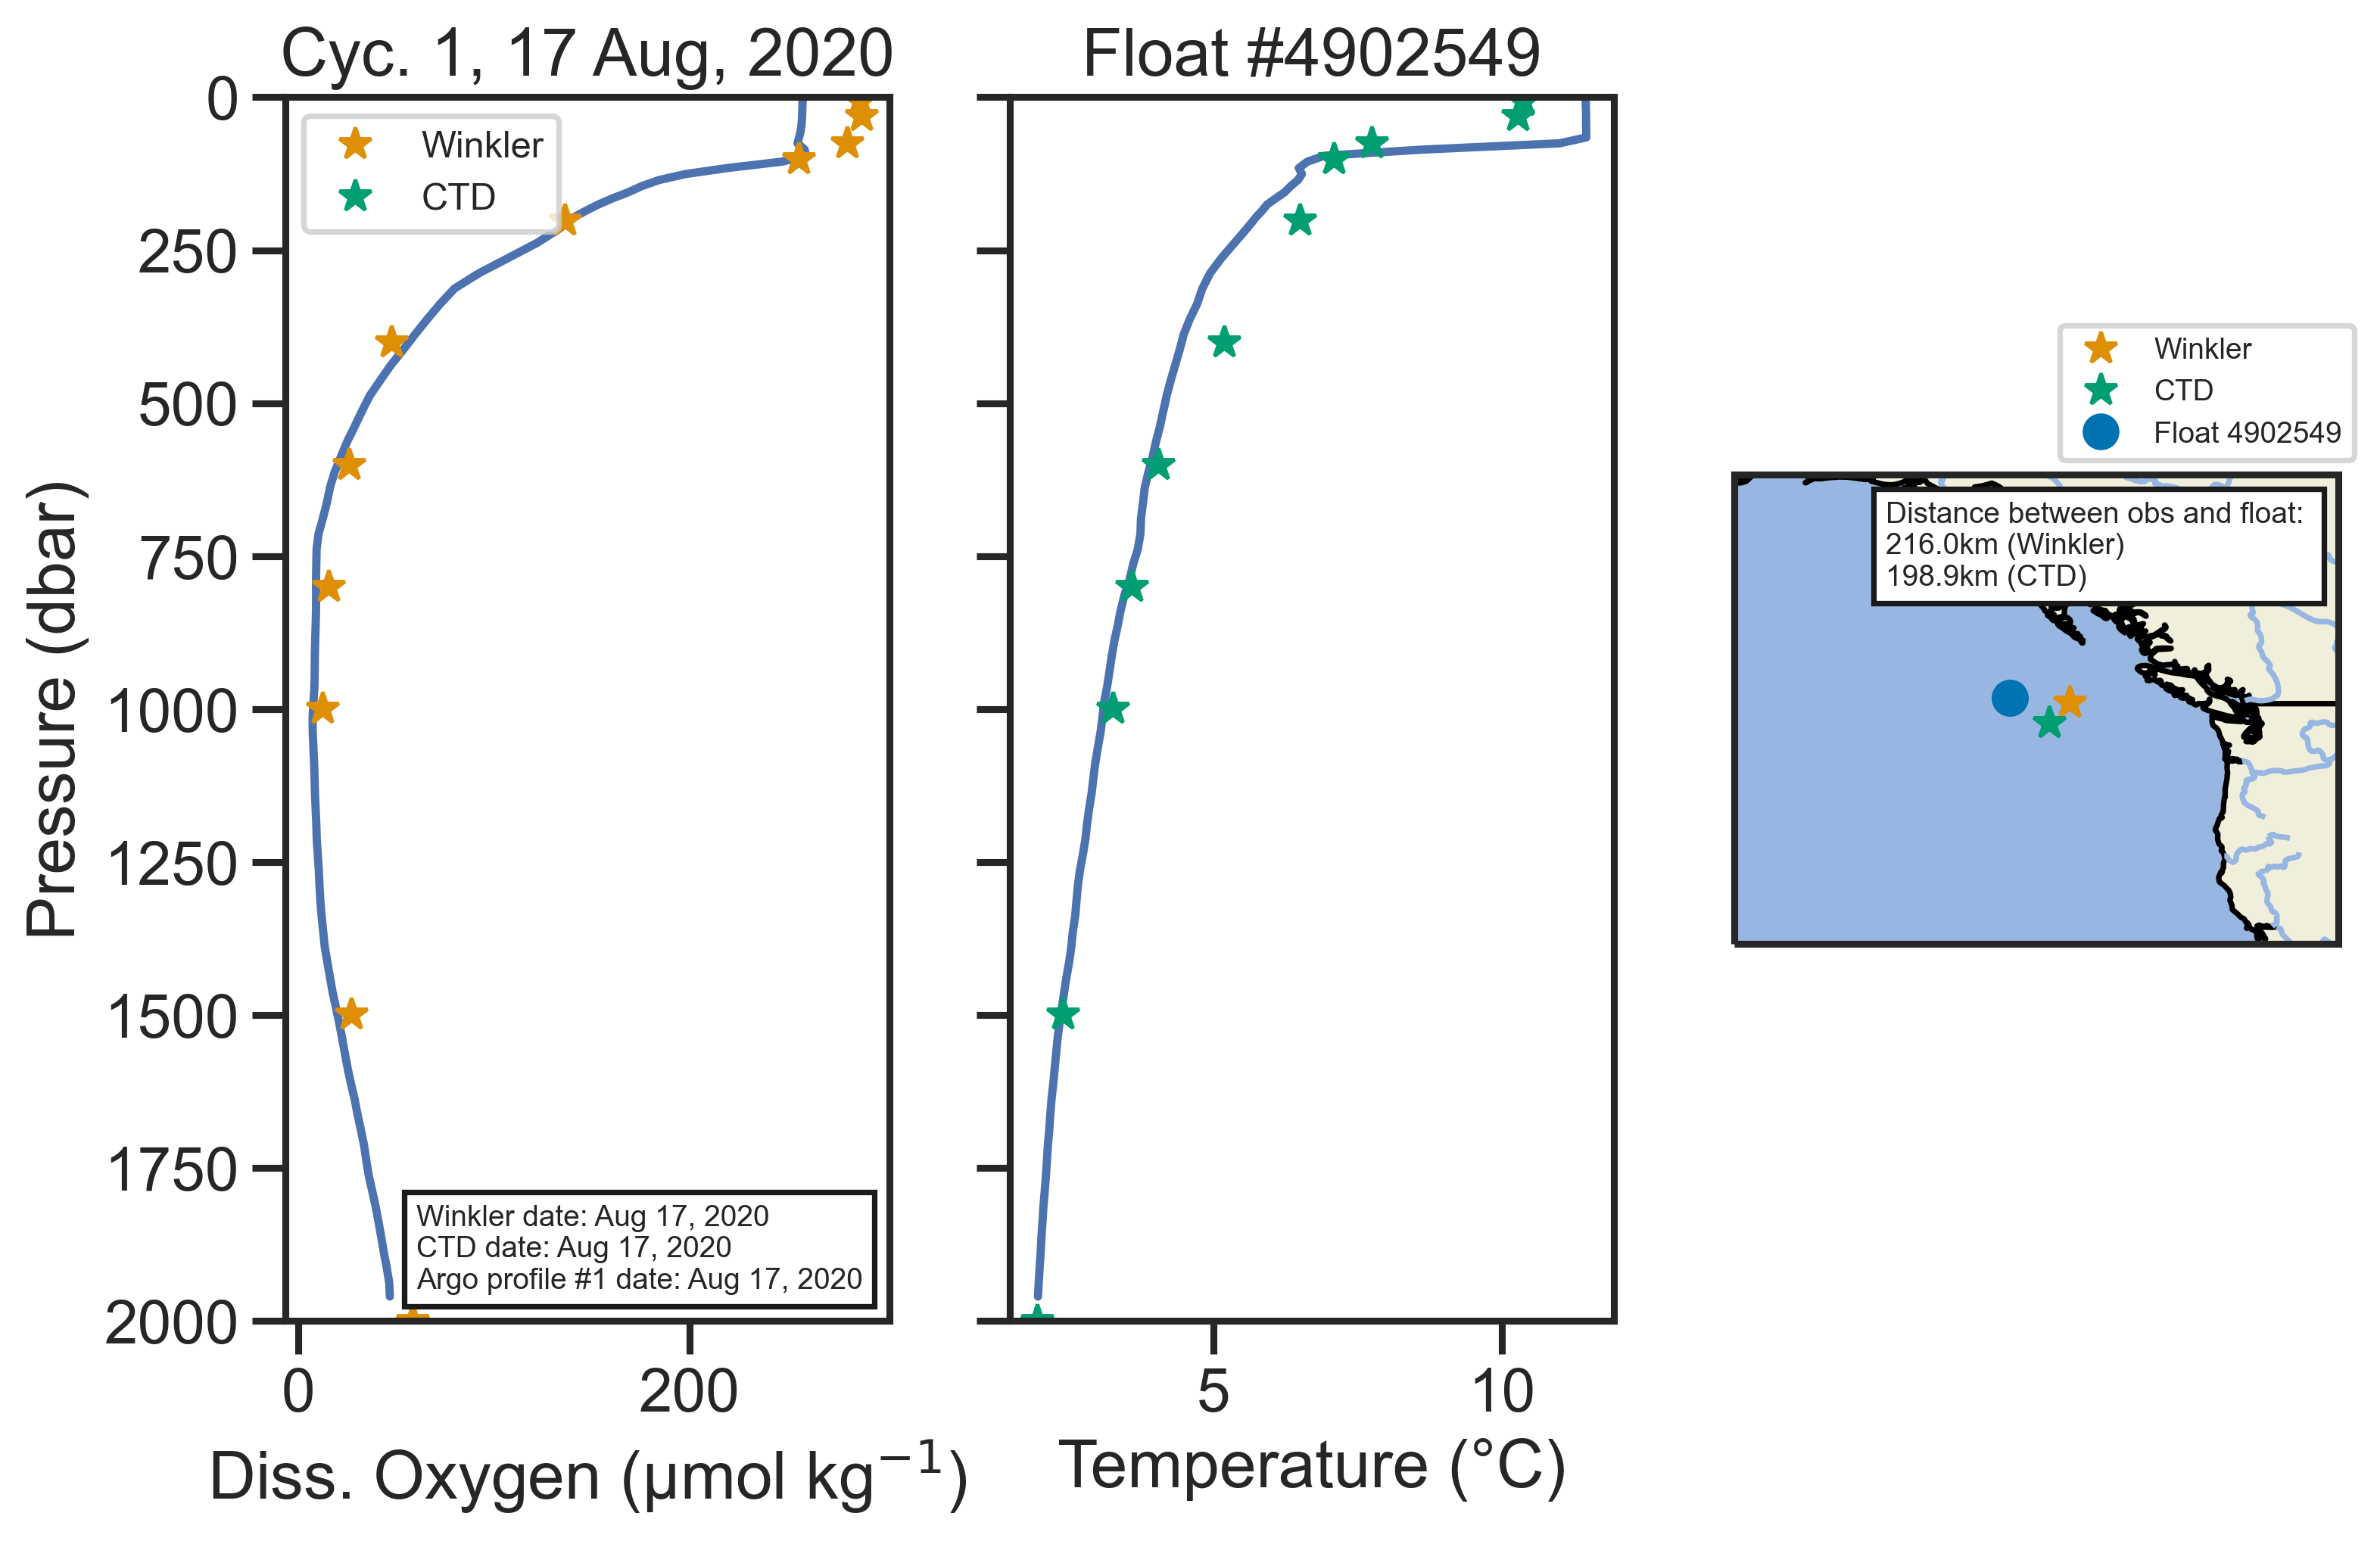 Cyc. 1, 17 Aug, 2020
Float #4902549
Winkler
CTD
0
250
500
750
1000
1250
1500
1750
2000
Pressure (dbar)
Winkler date: Aug 17, 2020
CTD date: Aug 17, 2020
Argo profile #1 date: Aug 17, 2020
0 200
Diss. Oxygen (µmol kg⁻¹)
5 10
Temperature (°C)
Winkler
CTD
Float 4902549
Distance between obs and float:
216.0km (Winkler)
198.9km (CTD)